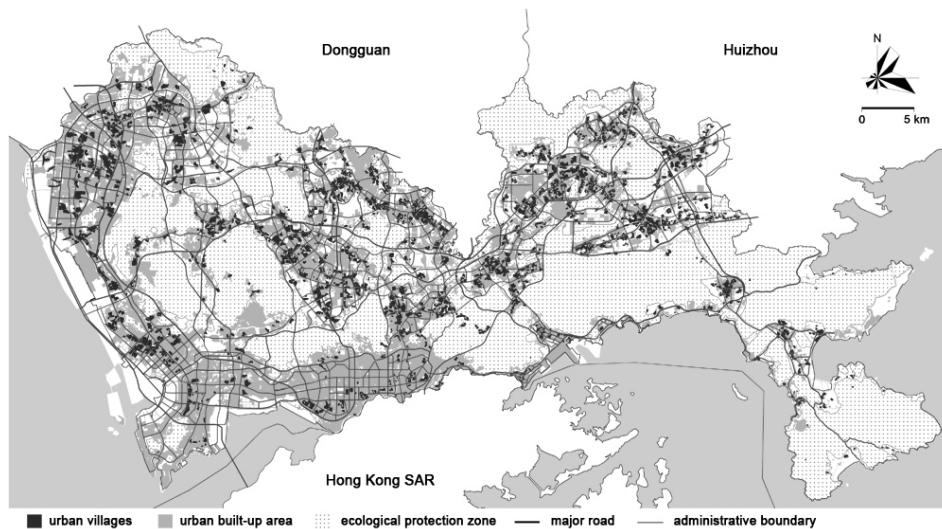 Dongguan
Huizhou
N
0 5 km
Hong Kong SAR
urban villages urban built-up area ecological protection zone major road administrative boundary